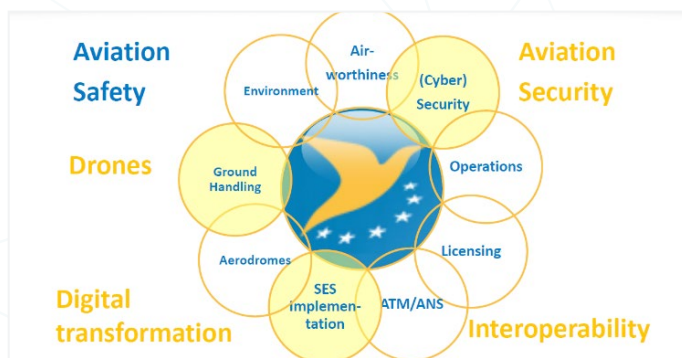 Aviation
Safety
Air-
worthiness
Environment
(Cyber)
Security
Aviation
Security
Drones
Ground
Handling
Operations
Aerodromes
Licensing
SES
implemen-
tation
ATM/ANS
Digital
transformation
Interoperability